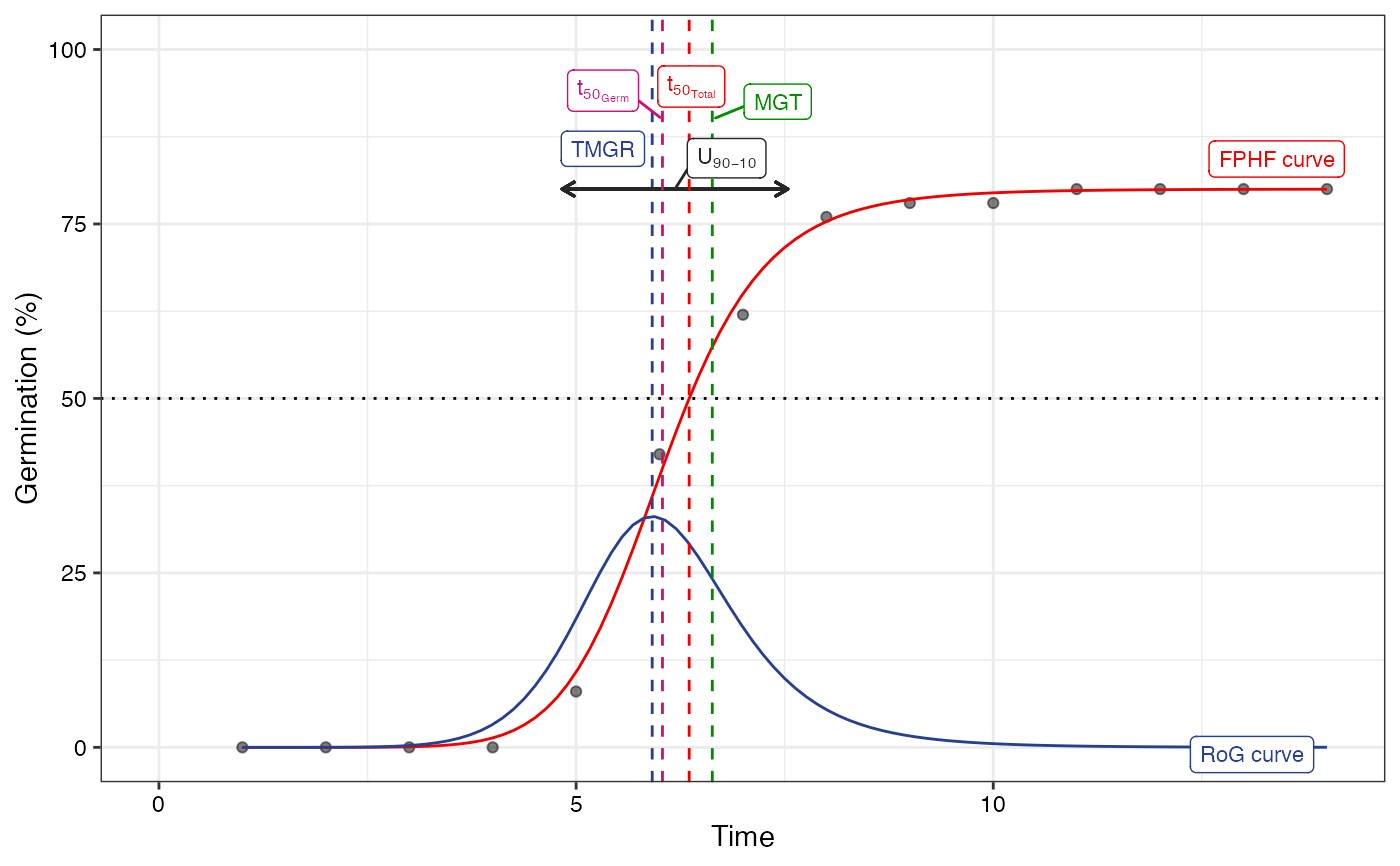 100
75
50
25
0
Germination (%)
t50Germ
t50Total
MGT
TMGR
U90−10
FPHF curve
RoG curve
0
5
10
Time